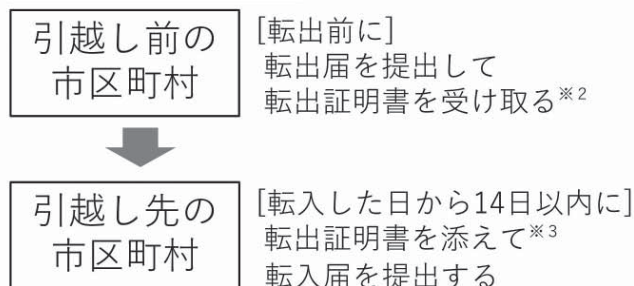 引越し前の
市区町村
[転出前に]
転出届を提出して
転出証明書を受け取る※2
引越し先の
市区町村
[転入した日から14日以内に]
転出証明書を添えて※3
転入届を提出する